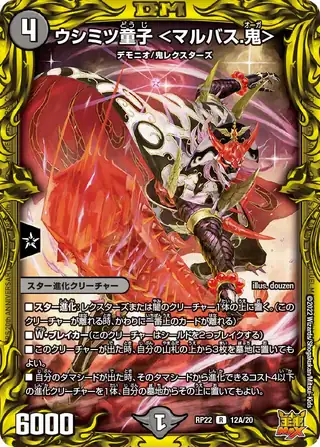 DM
4
ウシミツ童子 <マルバス.鬼>
どうじ
オーガ
デモニオ/鬼レクスターズ
illus. douzen
スター進化クリーチャー
■スター進化:レクスターズまたは闇のクリーチャー1体の上に置く。(この
クリーチャーが離れる時、かわりに一番上のカードが離れる)
■W・ブレイカー(このクリーチャーはシールドを2つブレイクする)
■このクリーチャーが出た時、自分の山札の上から3枚を墓地に置いてもよ
い。
■自分のタマシードが出た時、そのタマシードから進化できるコスト4以下
の進化クリーチャーを1体、自分の墓地からその上に置いてもよい。
6000
RP22 R 12A/20